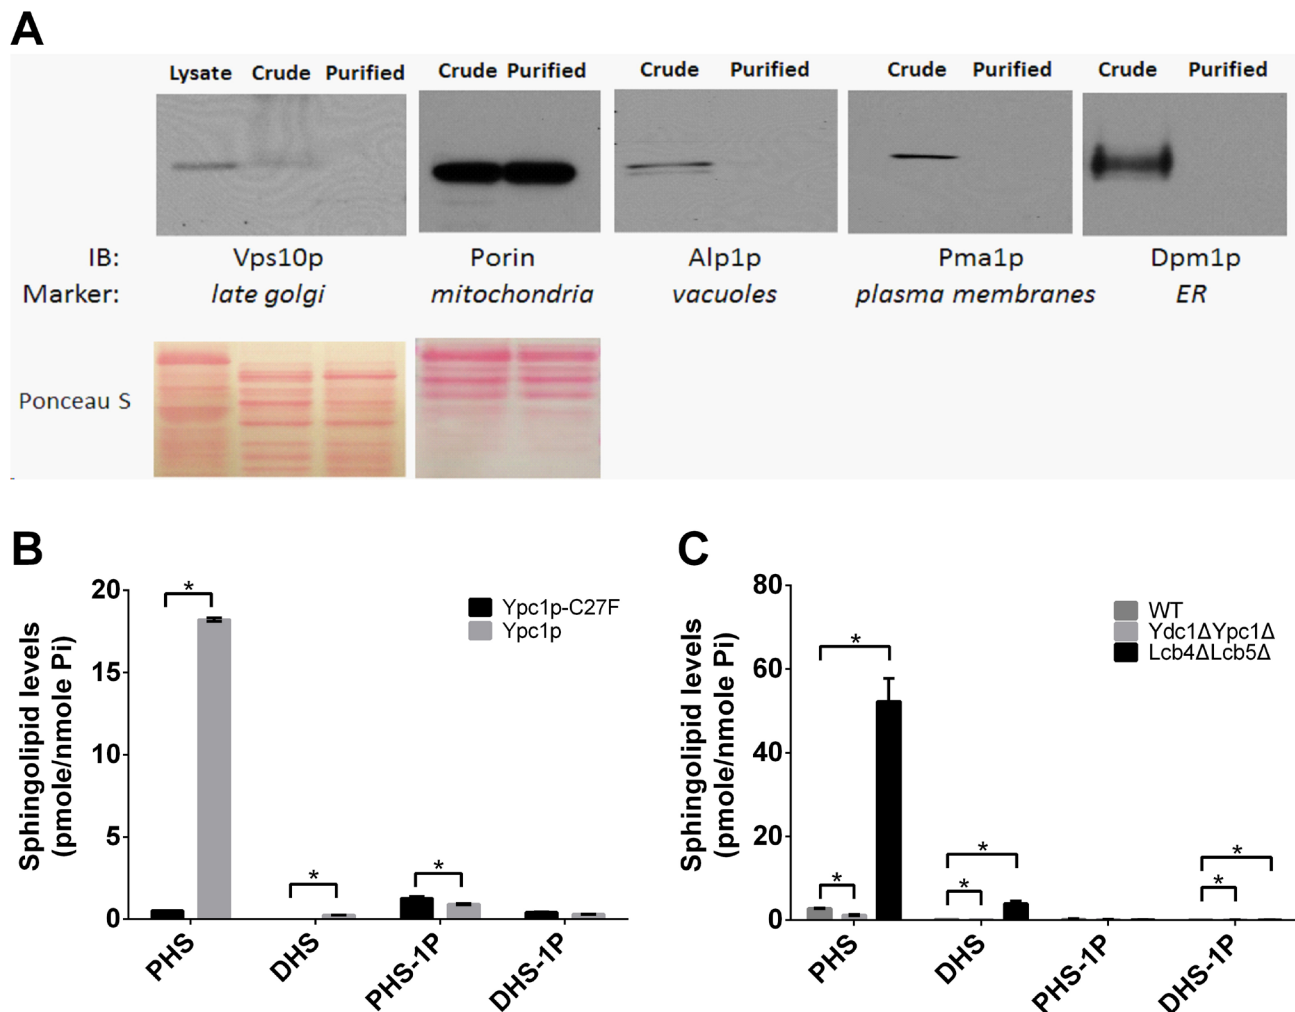 A
Lysate Crude Purified Crude Purified Crude Purified Crude Purified Crude Purified
IB: Vps10p Porin Alp1p Pma1p Dpm1p
Marker: late golgi mitochondria vacuoles plasma membranes ER
Ponceau S
B
Sphingolipid levels
(pmole/nmole Pi)
20
15
10
5
0
*
*
*
Ypc1p-C27F
Ypc1p
PHS
DHS
PHS-1P
DHS-1P
C
Sphingolipid levels
(pmole/nmole Pi)
80
60
40
20
0
*
*
*
*
*
*
WT
Ydc1ΔYpc1Δ
Lcb4ΔLcb5Δ
PHS
DHS
PHS-1P
DHS-1P